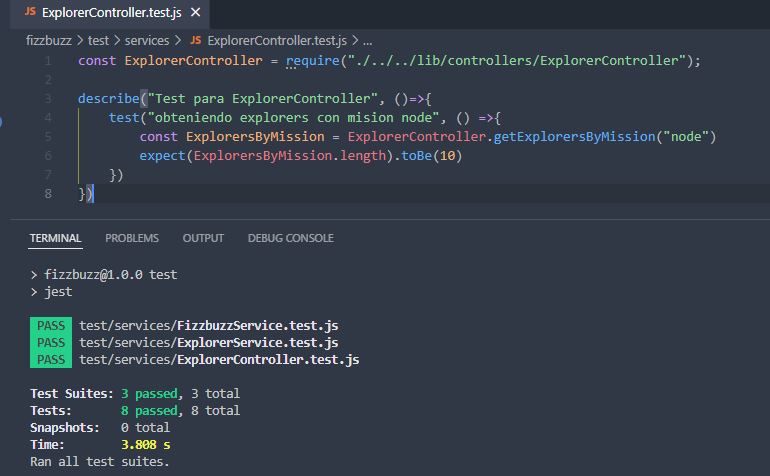 JS ExplorerController.test.js ×
fizzbuzz > test > services > JS ExplorerController.test.js > ...
1 const ExplorerController = require("./../../lib/controllers/ExplorerController");
2
3 describe("Test para ExplorerController", ()=>{
4 test("obteniendo explorers con mision node", () =>{
5 const ExplorersByMission = ExplorerController.getExplorersByMission("node")
6 expect(ExplorersByMission.length).toBe(10)
7 })
8 })
TERMINAL PROBLEMS OUTPUT DEBUG CONSOLE
> fizzbuzz@1.0.0 test
> jest
PASS test/services/FizzbuzzService.test.js
PASS test/services/ExplorerService.test.js
PASS test/services/ExplorerController.test.js
Test Suites: 3 passed, 3 total
Tests: 8 passed, 8 total
Snapshots: 0 total
Time: 3.808 s
Ran all test suites.